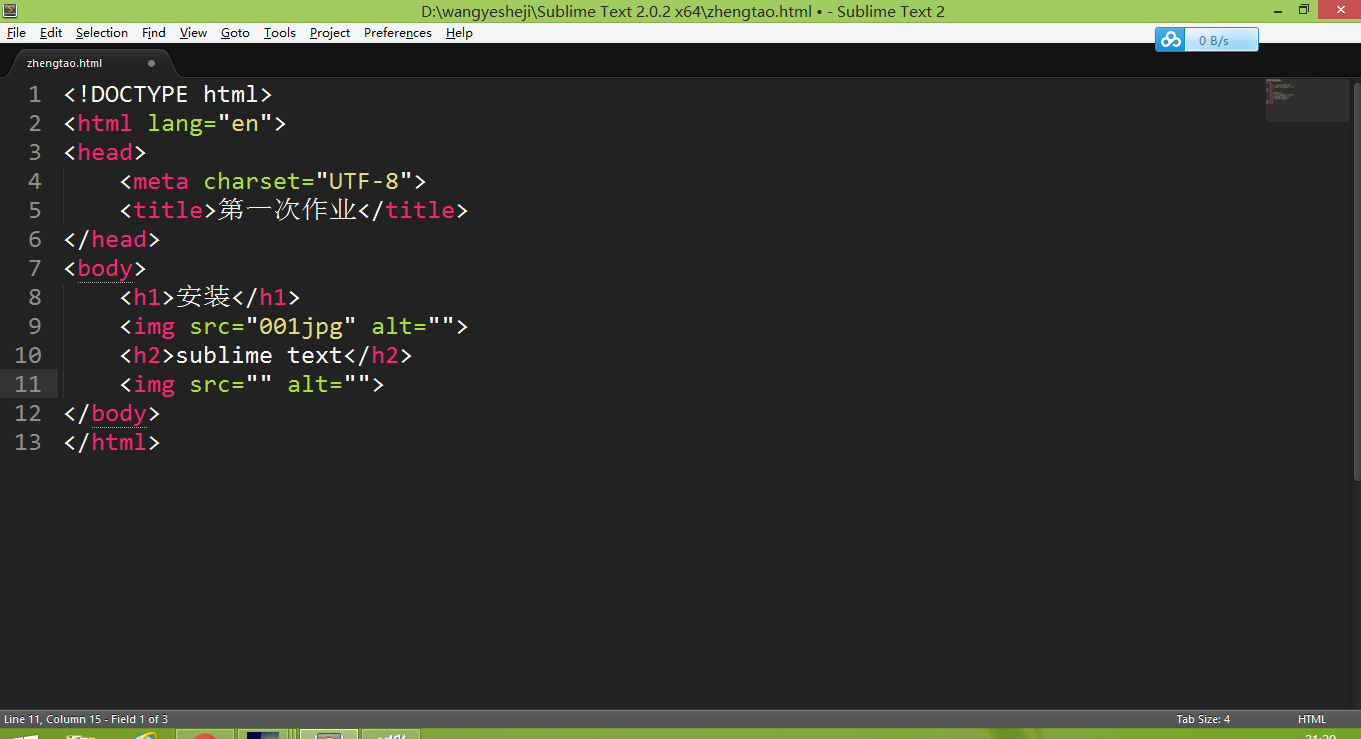 D:\wangyesheji\Sublime Text 2.0.2 x64\zhengtao.html • - Sublime Text 2
File Edit Selection Find View Goto Tools Project Preferences Help
0 B/s
zhengtao.html
1 <!DOCTYPE html>
2 <html lang="en">
3 <head>
4     <meta charset="UTF-8">
5     <title>第一次作业</title>
6 </head>
7 <body>
8     <h1>安装</h1>
9     <img src="001jpg" alt="">
10     <h2>sublime text</h2>
11     <img src="" alt="">
12 </body>
13 </html>
Line 11, Column 15 - Field 1 of 3
Tab Size: 4
HTML